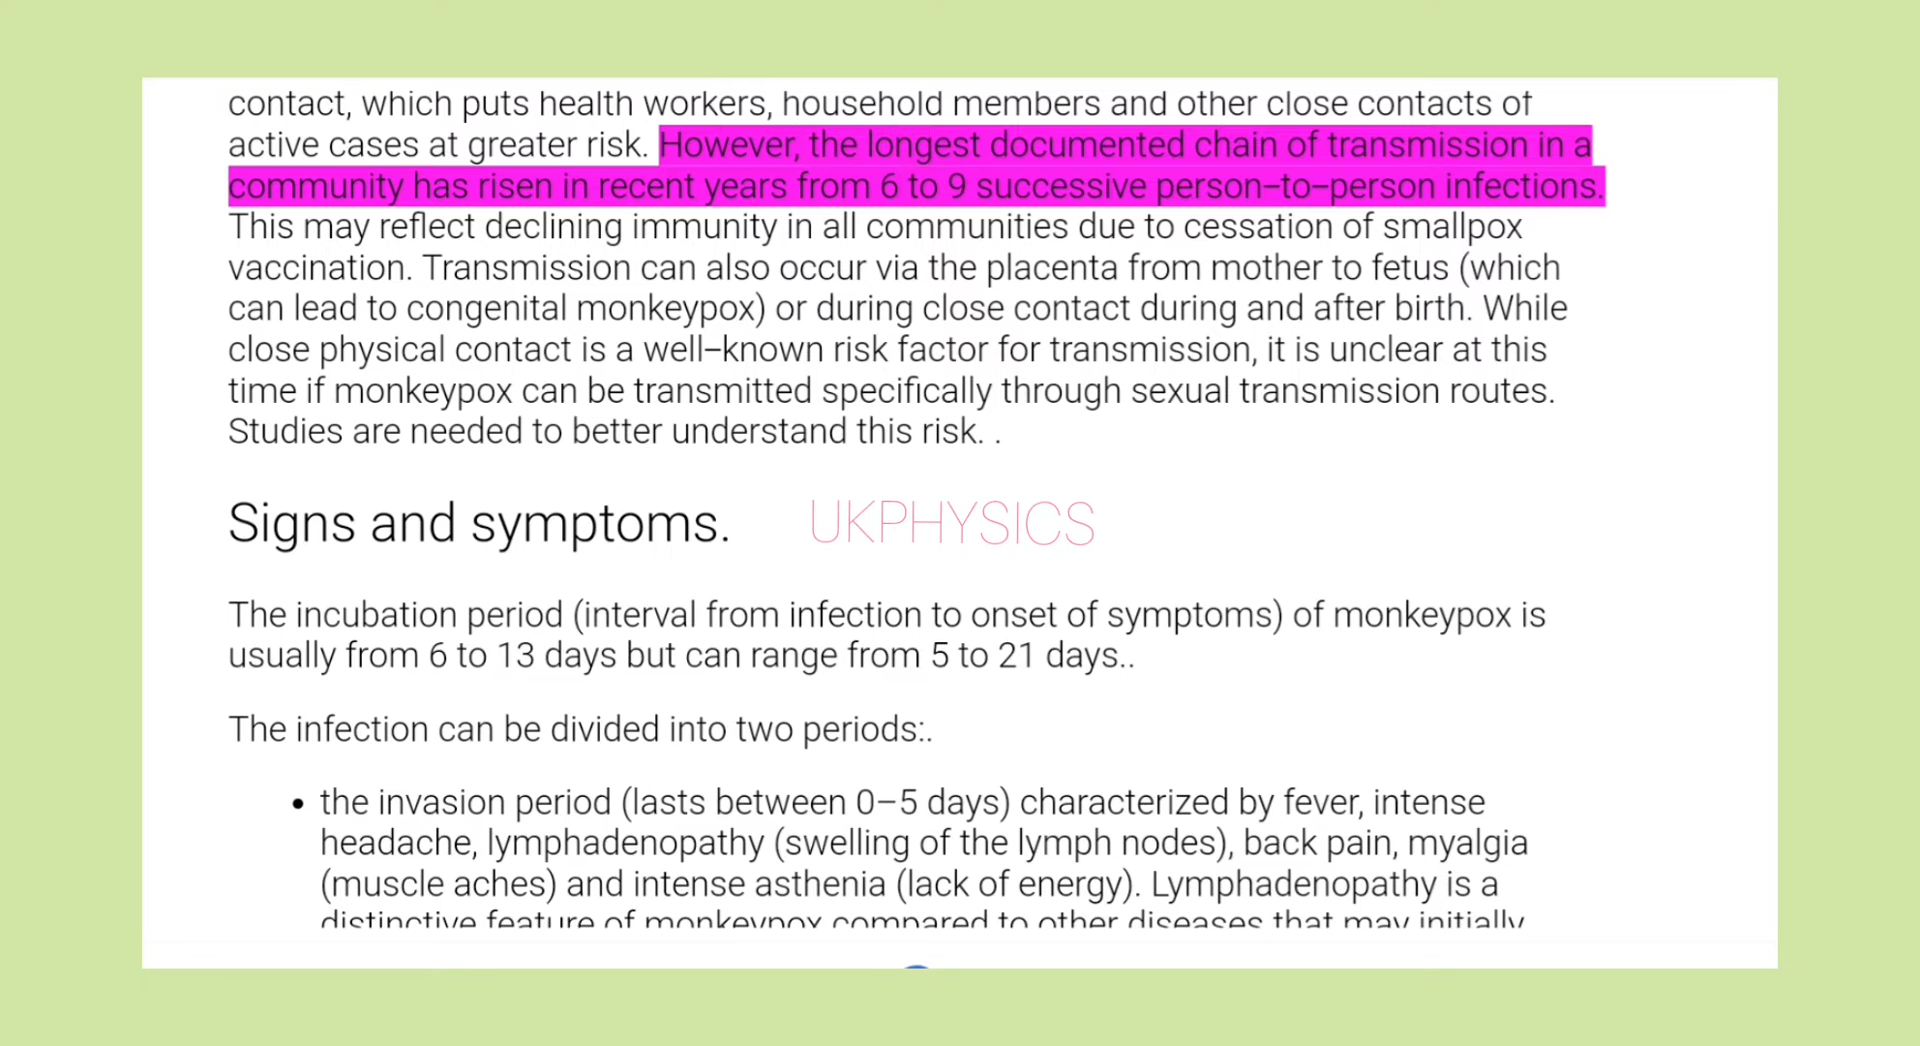 contact, which puts health workers, household members and other close contacts of
active cases at greater risk. However, the longest documented chain of transmission in a
community has risen in recent years from 6 to 9 successive person–to–person infections.
This may reflect declining immunity in all communities due to cessation of smallpox
vaccination. Transmission can also occur via the placenta from mother to fetus (which
can lead to congenital monkeypox) or during close contact during and after birth. While
close physical contact is a well–known risk factor for transmission, it is unclear at this
time if monkeypox can be transmitted specifically through sexual transmission routes.
Studies are needed to better understand this risk. .
Signs and symptoms. UKPHYSICS
The incubation period (interval from infection to onset of symptoms) of monkeypox is
usually from 6 to 13 days but can range from 5 to 21 days..
The infection can be divided into two periods:.
• the invasion period (lasts between 0–5 days) characterized by fever, intense
headache, lymphadenopathy (swelling of the lymph nodes), back pain, myalgia
(muscle aches) and intense asthenia (lack of energy). Lymphadenopathy is a
distinctive feature of monkeypox compared to other diseases that may initially